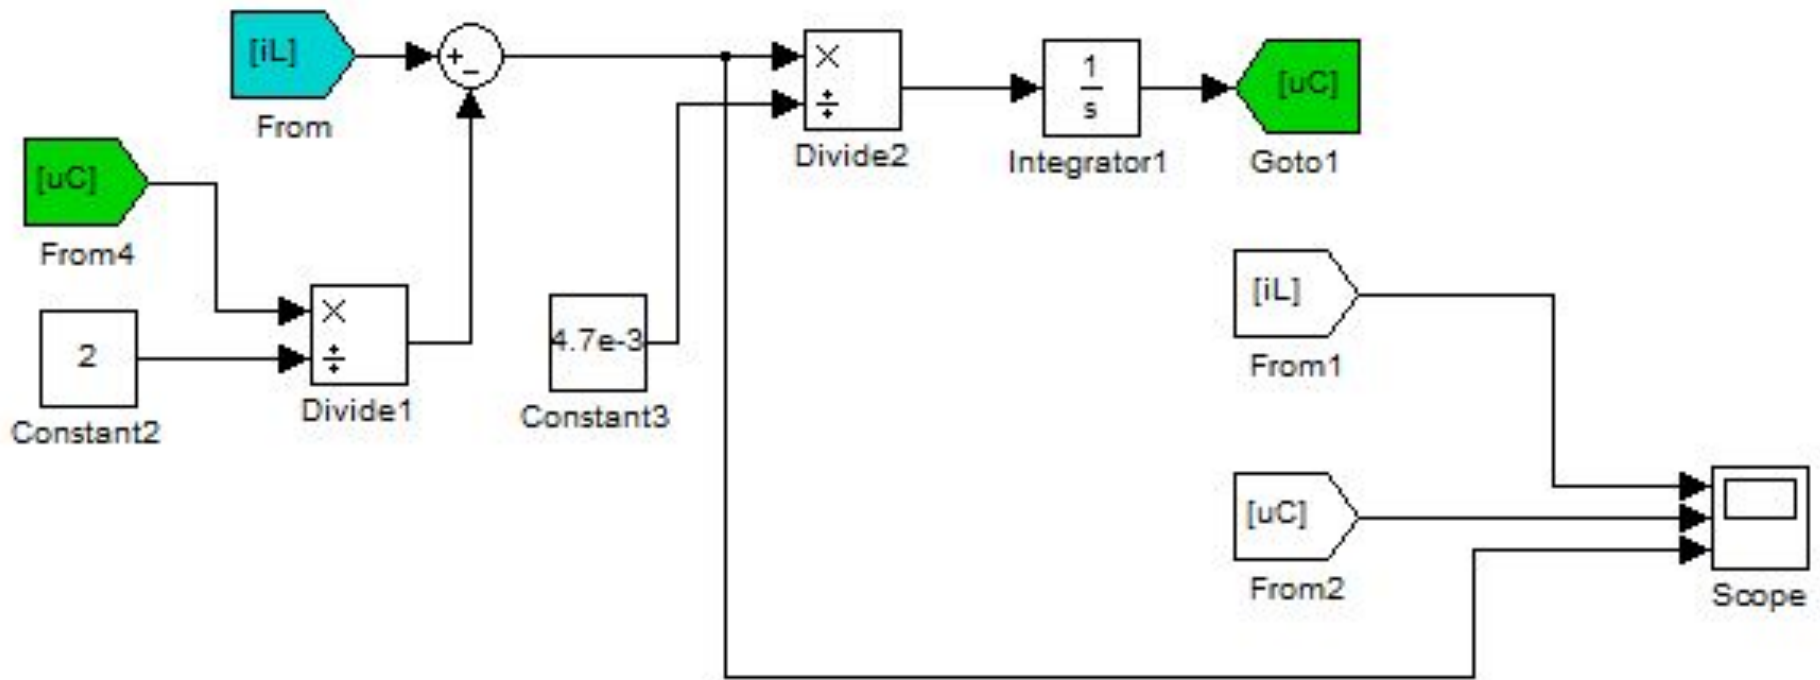 [iL]
+
−
From
[uC]
From4
2
Constant2
×
÷
Divide1
4.7e-3
Constant3
×
÷
Divide2
1
s
Integrator1
[uC]
Goto1
[iL]
From1
[uC]
From2
Scope